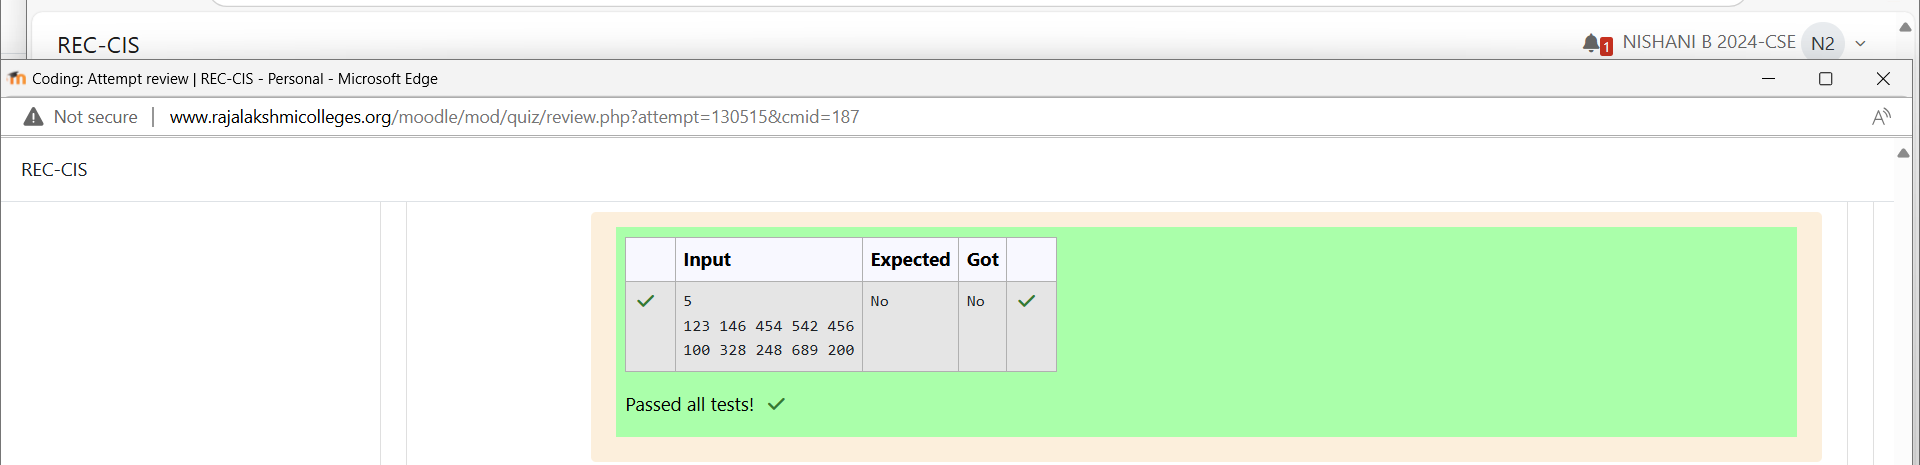 REC-CIS
1 NISHANI B 2024-CSE N2
Coding: Attempt review | REC-CIS - Personal - Microsoft Edge
Not secure | www.rajalakshmicolleges.org/moodle/mod/quiz/review.php?attempt=130515&cmid=187
REC-CIS
Input Expected Got
5 No No
123 146 454 542 456
100 328 248 689 200
Passed all tests!